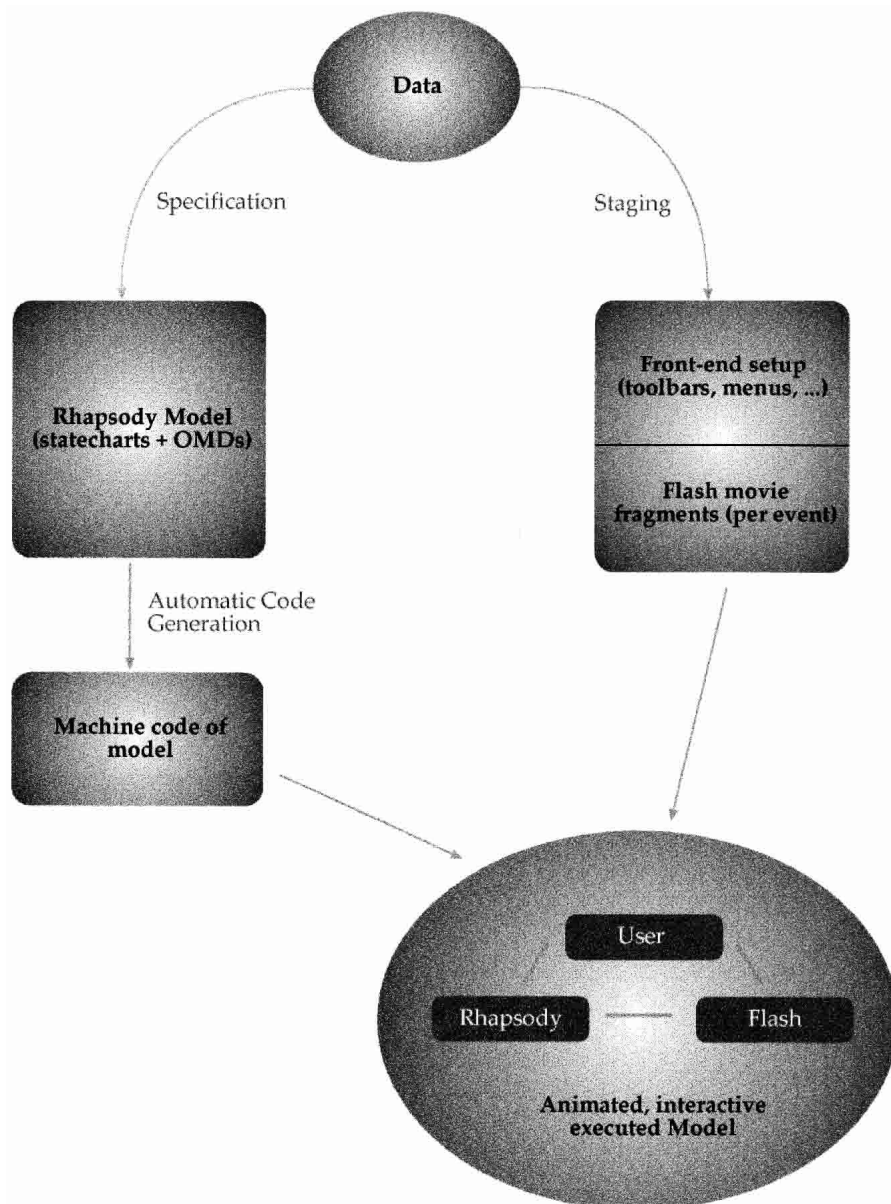 Data
Specification
Staging
Front-end setup
(toolbars, menus, ...)
Rhapsody Model
(statecharts + OMDs)
Flash movie
fragments (per event)
Automatic Code
Generation
Machine code of
model
User
Rhapsody
Flash
Animated, interactive
executed Model